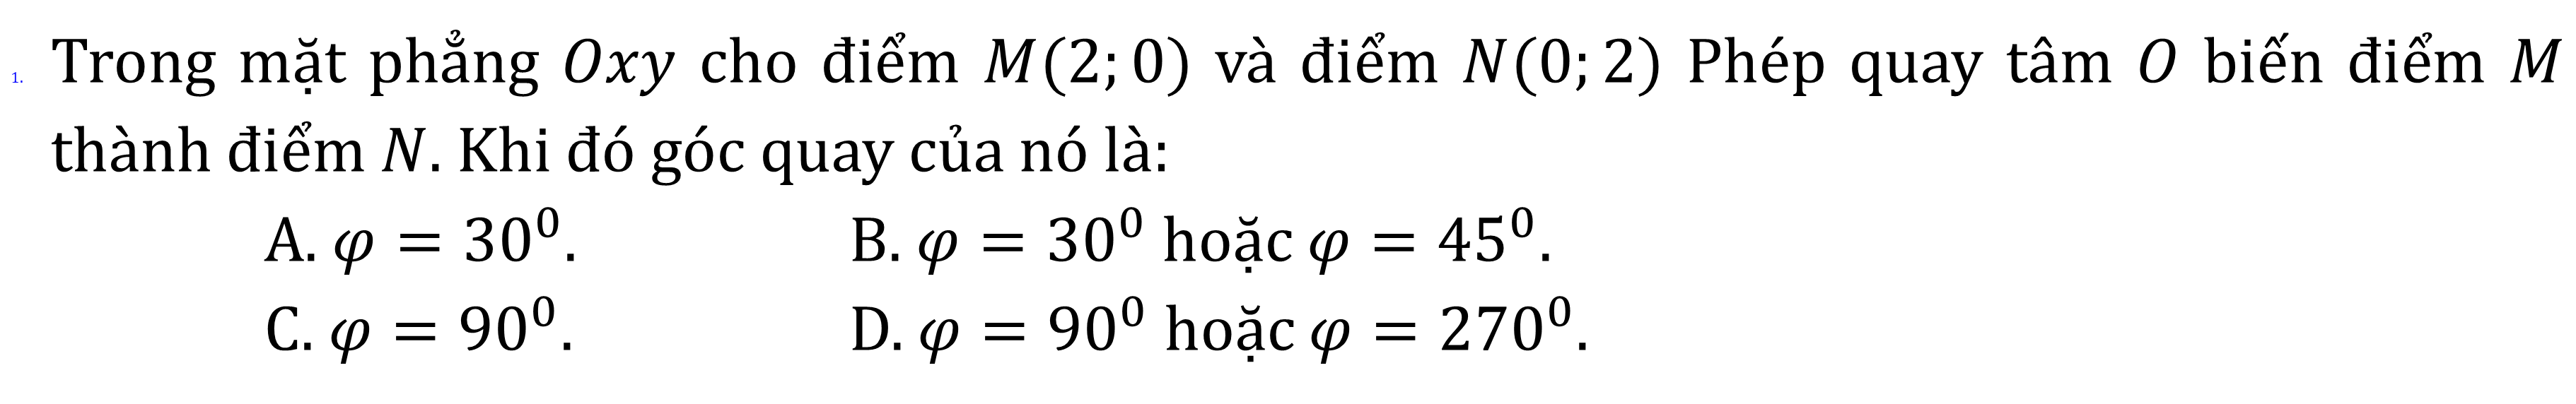 1. Trong mặt phẳng Oxy cho điểm M(2; 0) và điểm N(0; 2) Phép quay tâm O biến điểm M
thành điểm N. Khi đó góc quay của nó là:
A. φ = 30⁰. B. φ = 30⁰ hoặc φ = 45⁰.
C. φ = 90⁰. D. φ = 90⁰ hoặc φ = 270⁰.